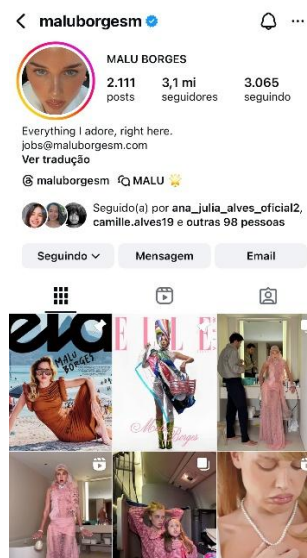 maluborgesm
MALU BORGES
2.111 3,1 mi 3.065
posts seguidores seguindo
Everything I adore, right here.
jobs@maluborgesm.com
Ver tradução
maluborgesm MALU
Seguido(a) por ana_julia_alves_oficial2,
camille.alves19 e outras 98 pessoas
Seguindo Mensagem Email
ela
MALU
BORGES
ELLE
Malu
Borges